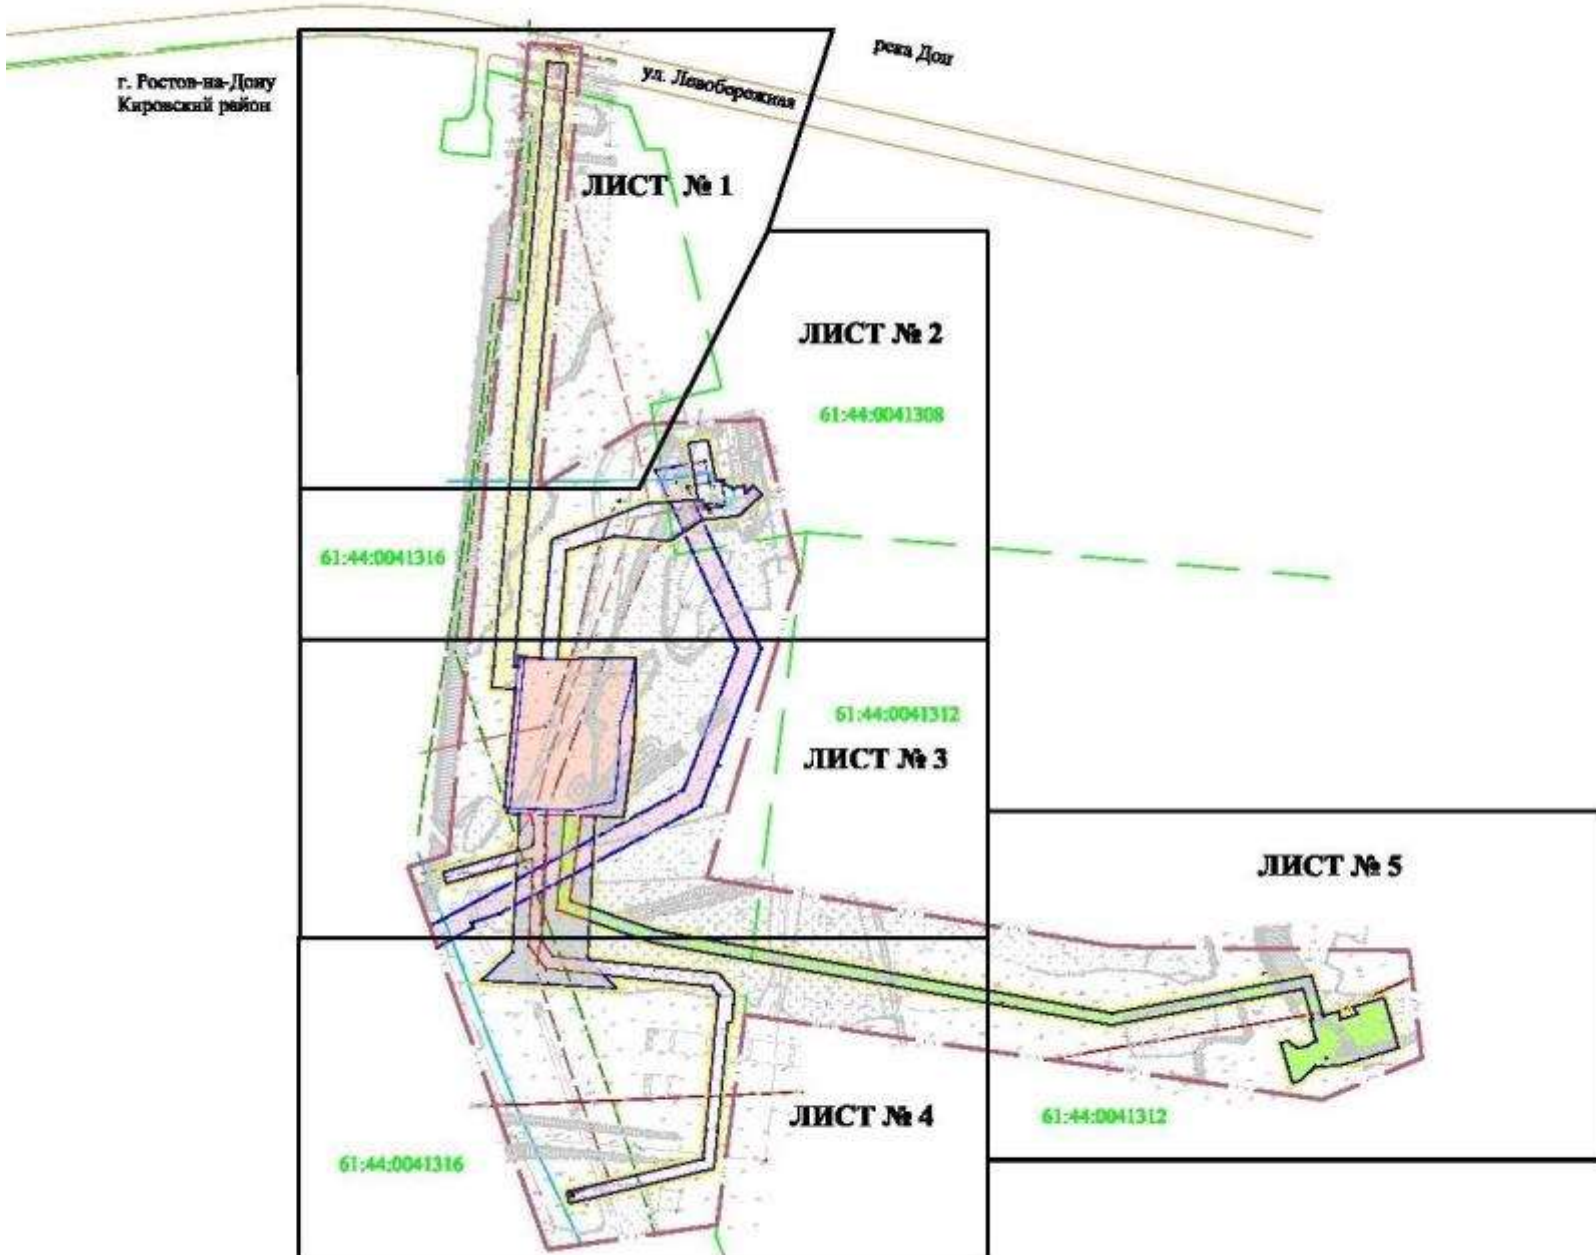 река Дон
г. Ростов-на-Дону
Кировский район
ул. Левобережная
ЛИСТ № 1
ЛИСТ № 2
61:44:0041308
61:44:0041316
61:44:0041312
ЛИСТ № 3
ЛИСТ № 5
ЛИСТ № 4
61:44:0041312
61:44:0041316